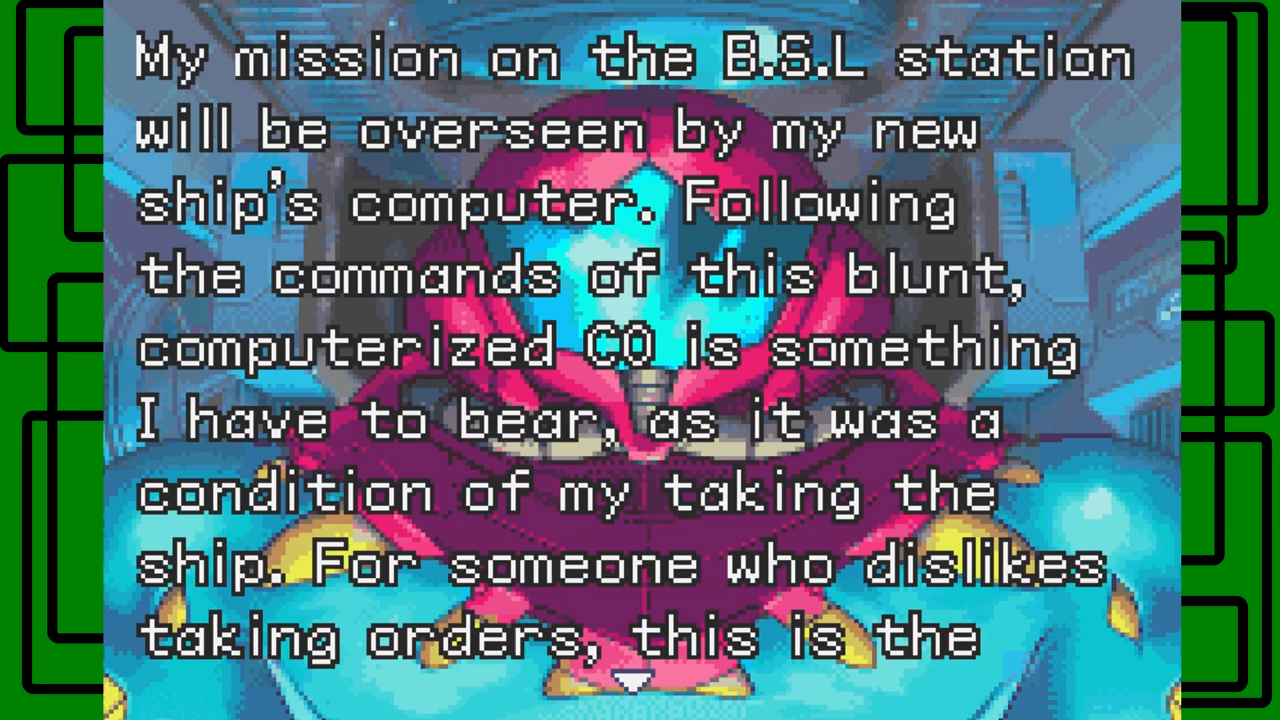 My mission on the B.S.L station
will be overseen by my new
ship's computer. Following
the commands of this blunt,
computerized CO is something
I have to bear, as it was a
condition of my taking the
ship. For someone who dislikes
taking orders, this is the